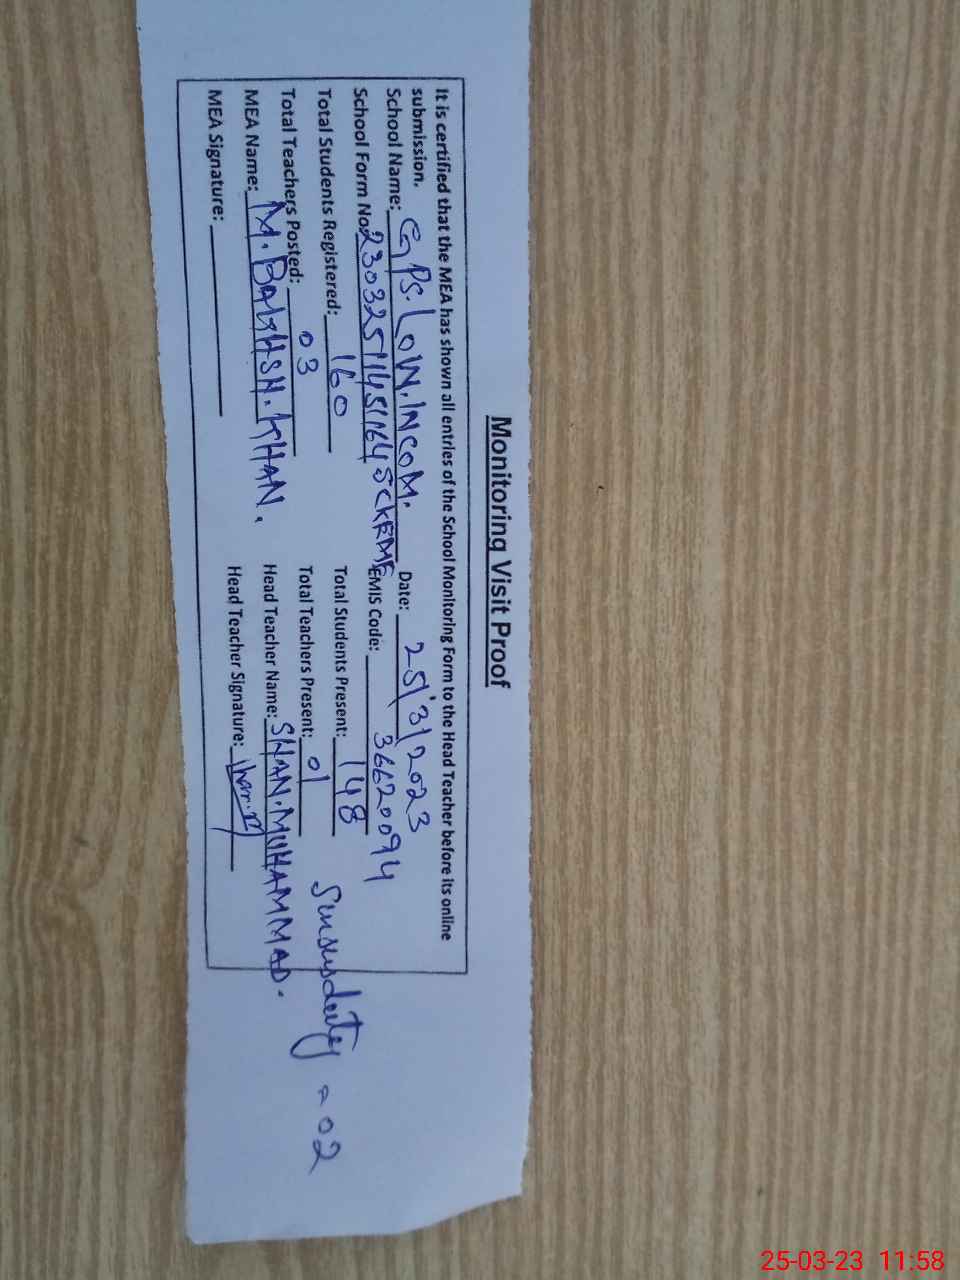 Monitoring Visit Proof
It is certified that the MEA has shown all entries of the School Monitoring Form to the Head Teacher before its online
submission.
School Name: GPS. LOW. INCOM. Date: 25/3/2023
SCKEME
School Form No: 23032511451164 EMIS Code: 36620094
Total Students Registered: 160 Total Students Present: 148
Total Teachers Posted: 03 Total Teachers Present: 01
= 02
MEA Name: M. BAKHSH. KHAN. Head Teacher Name: SHAN. MUHAMMAD.
MEA Signature: Head Teacher Signature:
25-03-23 11:58